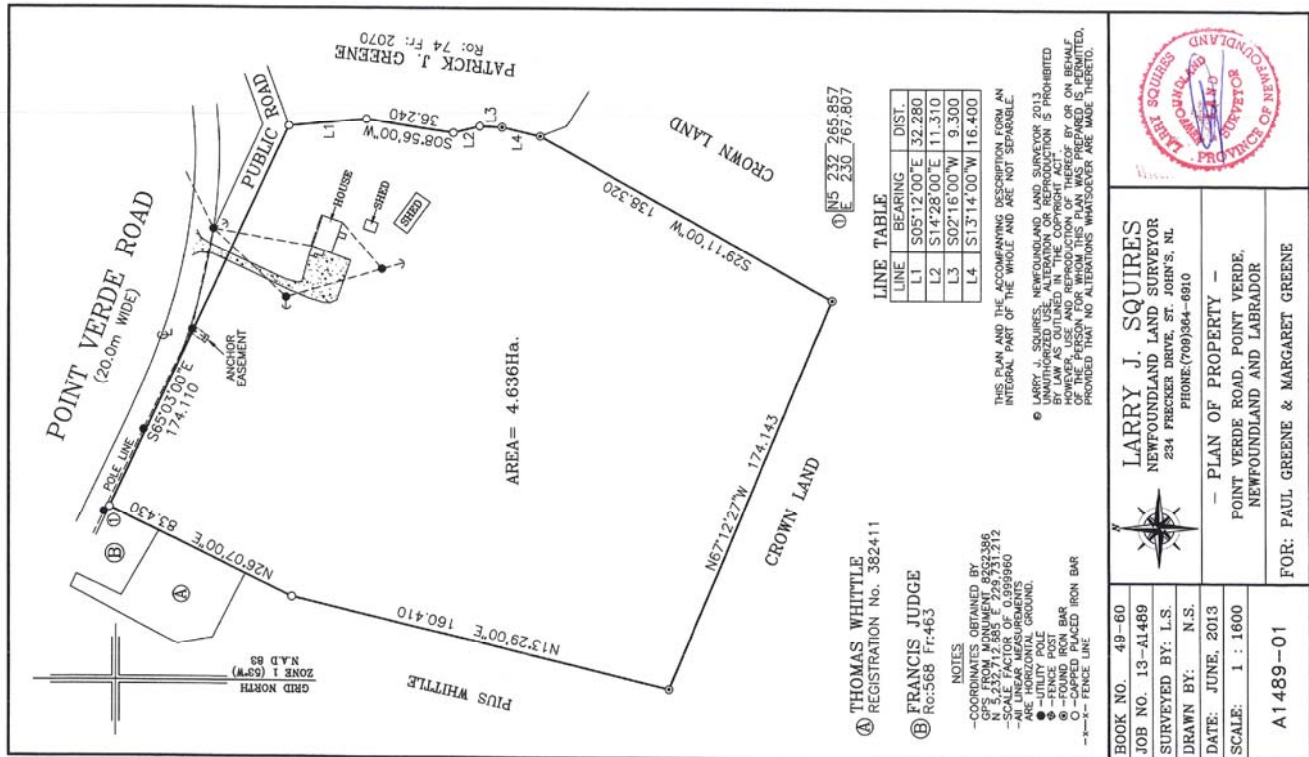 POINT VERDE ROAD
(20.0m WIDE)
PUBLIC ROAD
PATRICK J. GREENE
Ro: 74 Fr: 2070
GRID NORTH
ZONE 1 (53°W)
N.A.D 83
POLE LINE
S65°03'00"E
174.110
ANCHOR
EASEMENT
HOUSE
SHED
SHED
L1
36.240
S08°56'00"W
L2
L3
L4
CROWN LAND
138.320
S29°11'00"W
N67°12'27"W 174.143
CROWN LAND
AREA= 4.636Ha.
1
B
A
83.430
N26°07'00"E
160.410
N13°29'00"E
PIUS WHITTLE
A THOMAS WHITTLE
REGISTRATION No. 382411
B FRANCIS JUDGE
Ro:568 Fr:463
NOTES
-COORDINATES OBTAINED BY
GPS FROM MONUMENT 82G2386
N 5,232,712.685 E 229,731.212
-SCALE FACTOR OF 0.999960
-All LINEAR MEASUREMENTS
ARE HORIZONTAL GROUND.
-UTILITY POLE
-FENCE POST
-FOUND IRON BAR
-CAPPED PLACED IRON BAR
-x-x- FENCE LINE
1 N5 232 265.857
E 230 767.807
LINE TABLE
LINE BEARING DIST.
L1 S05°12'00"E 32.280
L2 S14°28'00"E 11.310
L3 S02°16'00"W 9.300
L4 S13°14'00"W 16.400
THIS PLAN AND THE ACCOMPANYING DESCRIPTION FORM AN
INTEGRAL PART OF THE WHOLE AND ARE NOT SEPARABLE.
© LARRY J. SQUIRES, NEWFOUNDLAND LAND SURVEYOR 2013
UNAUTHORIZED USE, ALTERATION OR REPRODUCTION IS PROHIBITED
BY LAW AS OUTLINED IN "THE COPYRIGHT ACT".
HOWEVER, USE AND REPRODUCTION OF THEREOF BY OR ON BEHALF
OF THE PERSON FOR WHOM THIS PLAN WAS PREPARED IS PERMITTED,
PROVIDED THAT NO ALTERATIONS WHATSOEVER ARE MADE THERETO.
BOOK NO. 49-60
JOB NO. 13-A1489
SURVEYED BY: L.S.
DRAWN BY: N.S.
DATE: JUNE, 2013
SCALE: 1 : 1600
A1489-01
N
LARRY J. SQUIRES
NEWFOUNDLAND LAND SURVEYOR
234 FRECKER DRIVE, ST. JOHN'S, NL
PHONE:(709)364-6910
- PLAN OF PROPERTY -
POINT VERDE ROAD, POINT VERDE,
NEWFOUNDLAND AND LABRADOR
FOR: PAUL GREENE & MARGARET GREENE
LARRY SQUIRES
NEWFOUNDLAND
LAND
SURVEYOR
PROVINCE OF NEWFOUNDLAND